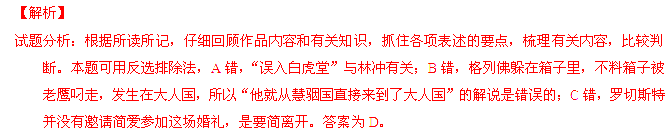 【解析】
试题分析：根据所读所记，仔细回顾作品内容和有关知识，抓住各项表述的要点，梳理有关内容，比较判
断。本题可用反选排除法，A 错，“误入白虎堂”与林冲有关；B 错，格列佛躲在箱子里，不料箱子被
老鹰叼走，发生在大人国，所以“他就从慧骃国直接来到了大人国”的解说是错误的；C 错，罗切斯特
并没有邀请简爱参加这场婚礼，是要简离开。答案为 D。